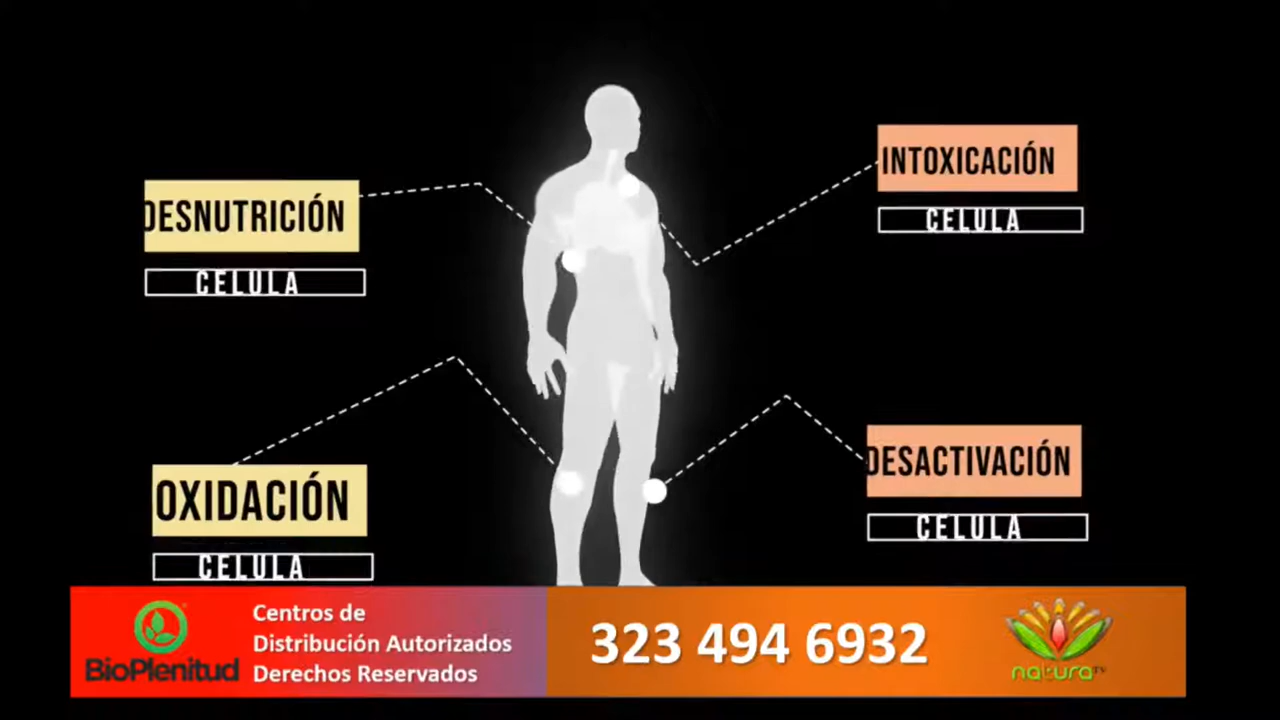 INTOXICACIÓN
CELULA
DESNUTRICIÓN
CELULA
DESACTIVACIÓN
CELULA
OXIDACIÓN
CELULA
BioPlenitud
Centros de
Distribución Autorizados
Derechos Reservados
323 494 6932
natura TV